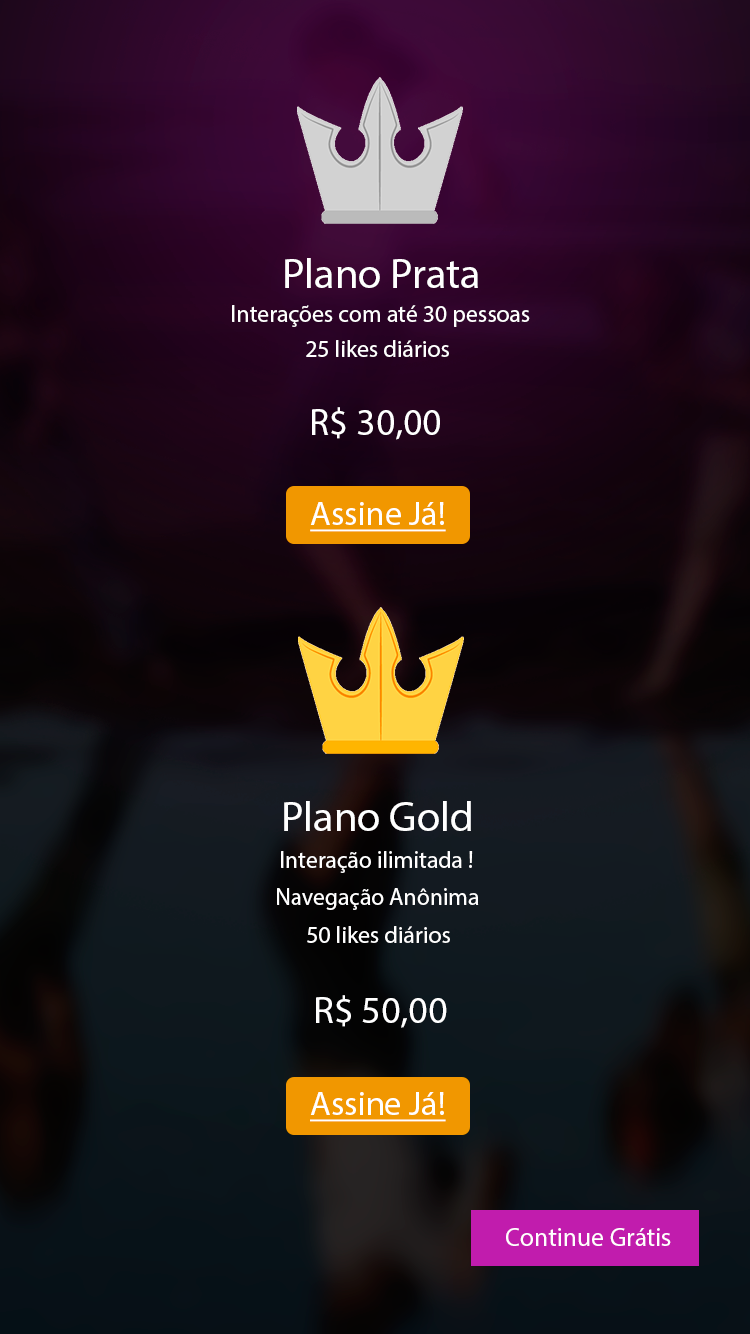 Plano Prata
Interações com até 30 pessoas
25 likes diários
R$ 30,00
Assine Já!
Plano Gold
Interação ilimitada !
Navegação Anônima
50 likes diários
R$ 50,00
Assine Já!
Continue Grátis